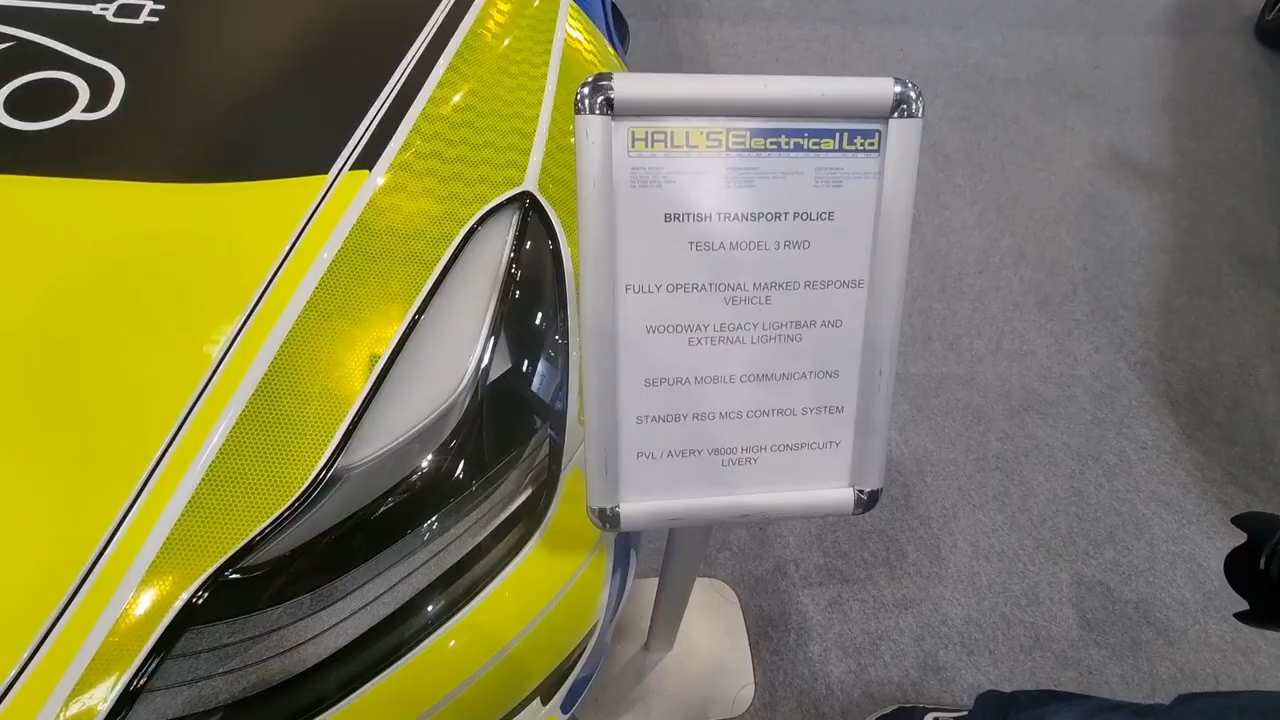 HALL'S Electrical Ltd
BRITISH TRANSPORT POLICE
TESLA MODEL 3 RWD
FULLY OPERATIONAL MARKED RESPONSE
VEHICLE
WOODWAY LEGACY LIGHTBAR AND
EXTERNAL LIGHTING
SEPURA MOBILE COMMUNICATIONS
STANDBY RSG MCS CONTROL SYSTEM
PVL / AVERY V8000 HIGH CONSPICUITY
LIVERY